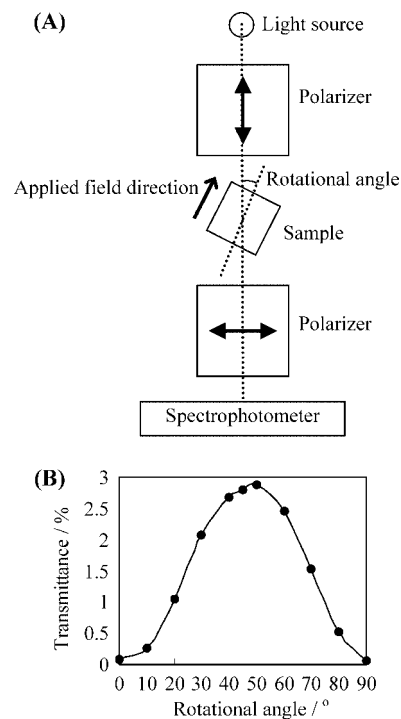 (A)
Light source
Polarizer
Applied field direction
Rotational angle
Sample
Polarizer
Spectrophotometer
(B)
Transmittance / %
3
2.5
2
1.5
1
0.5
0
0 10 20 30 40 50 60 70 80 90
Rotational angle / °